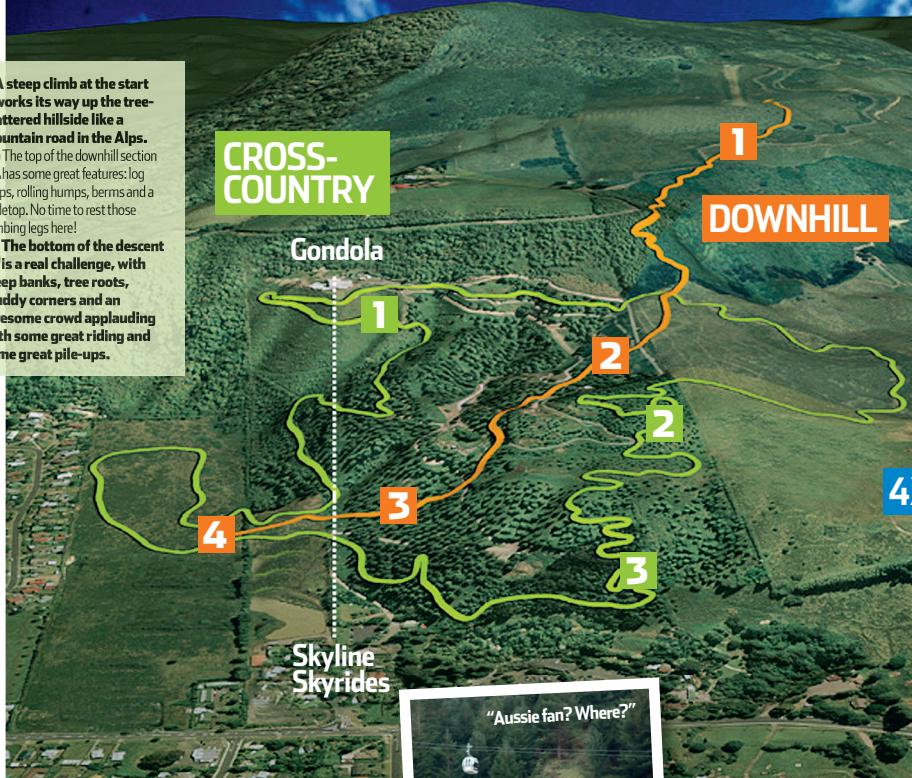 A steep climb at the start
works its way up the tree-
attered hillside like a
ountain road in the Alps.
The top of the downhill section
has some great features: log
ps, rolling humps, berms and a
letop. No time to rest those
bing legs here!
The bottom of the descent
is a real challenge, with
eep banks, tree roots,
uddy corners and an
esome crowd applauding
th some great riding and
me great pile-ups.
CROSS-
COUNTRY
1
DOWNHILL
Gondola
1
2
2
4X
3
4
3
Skyline
Skyrides
“Aussie fan? Where?”